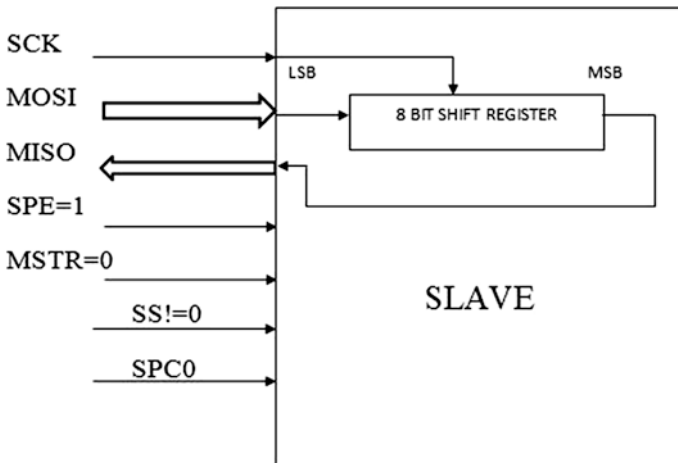 SCK
LSB
MSB
MOSI
8 BIT SHIFT REGISTER
MISO
SPE=1
MSTR=0
SLAVE
SS!=0
SPC0